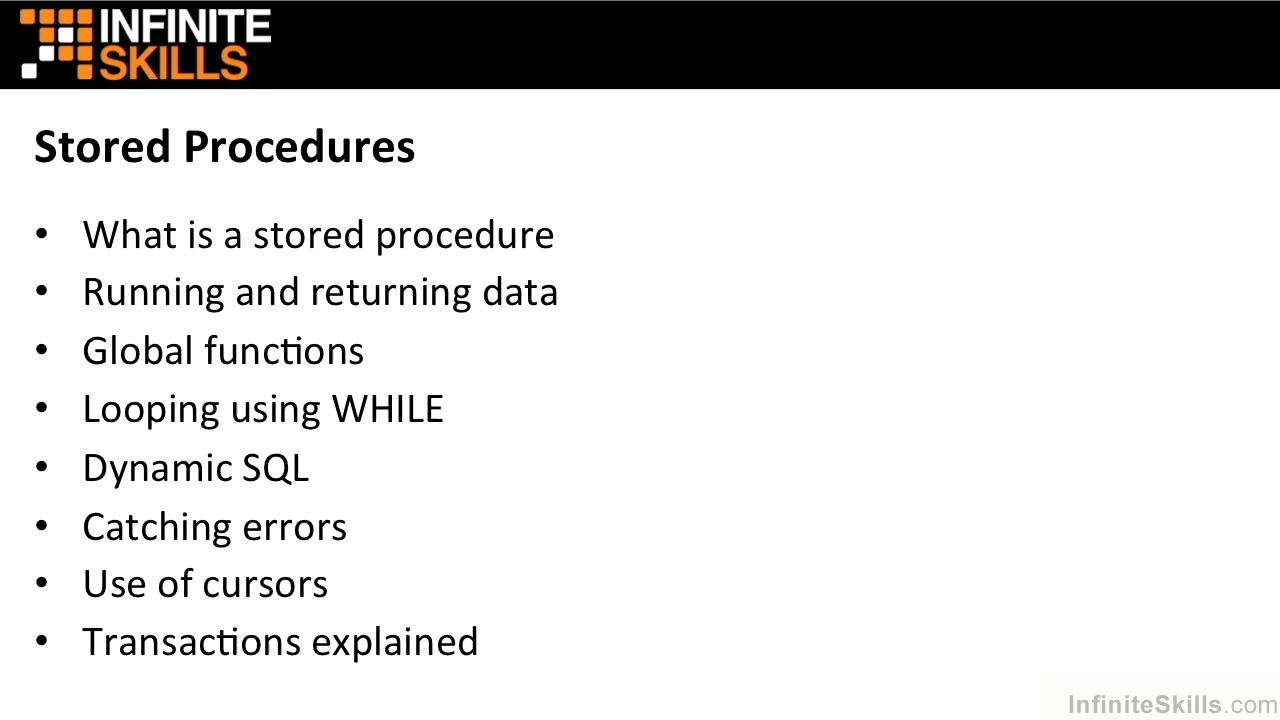 INFINITE
SKILLS
Stored Procedures
• What is a stored procedure
• Running and returning data
• Global functions
• Looping using WHILE
• Dynamic SQL
• Catching errors
• Use of cursors
• Transactions explained
InfiniteSkills.com